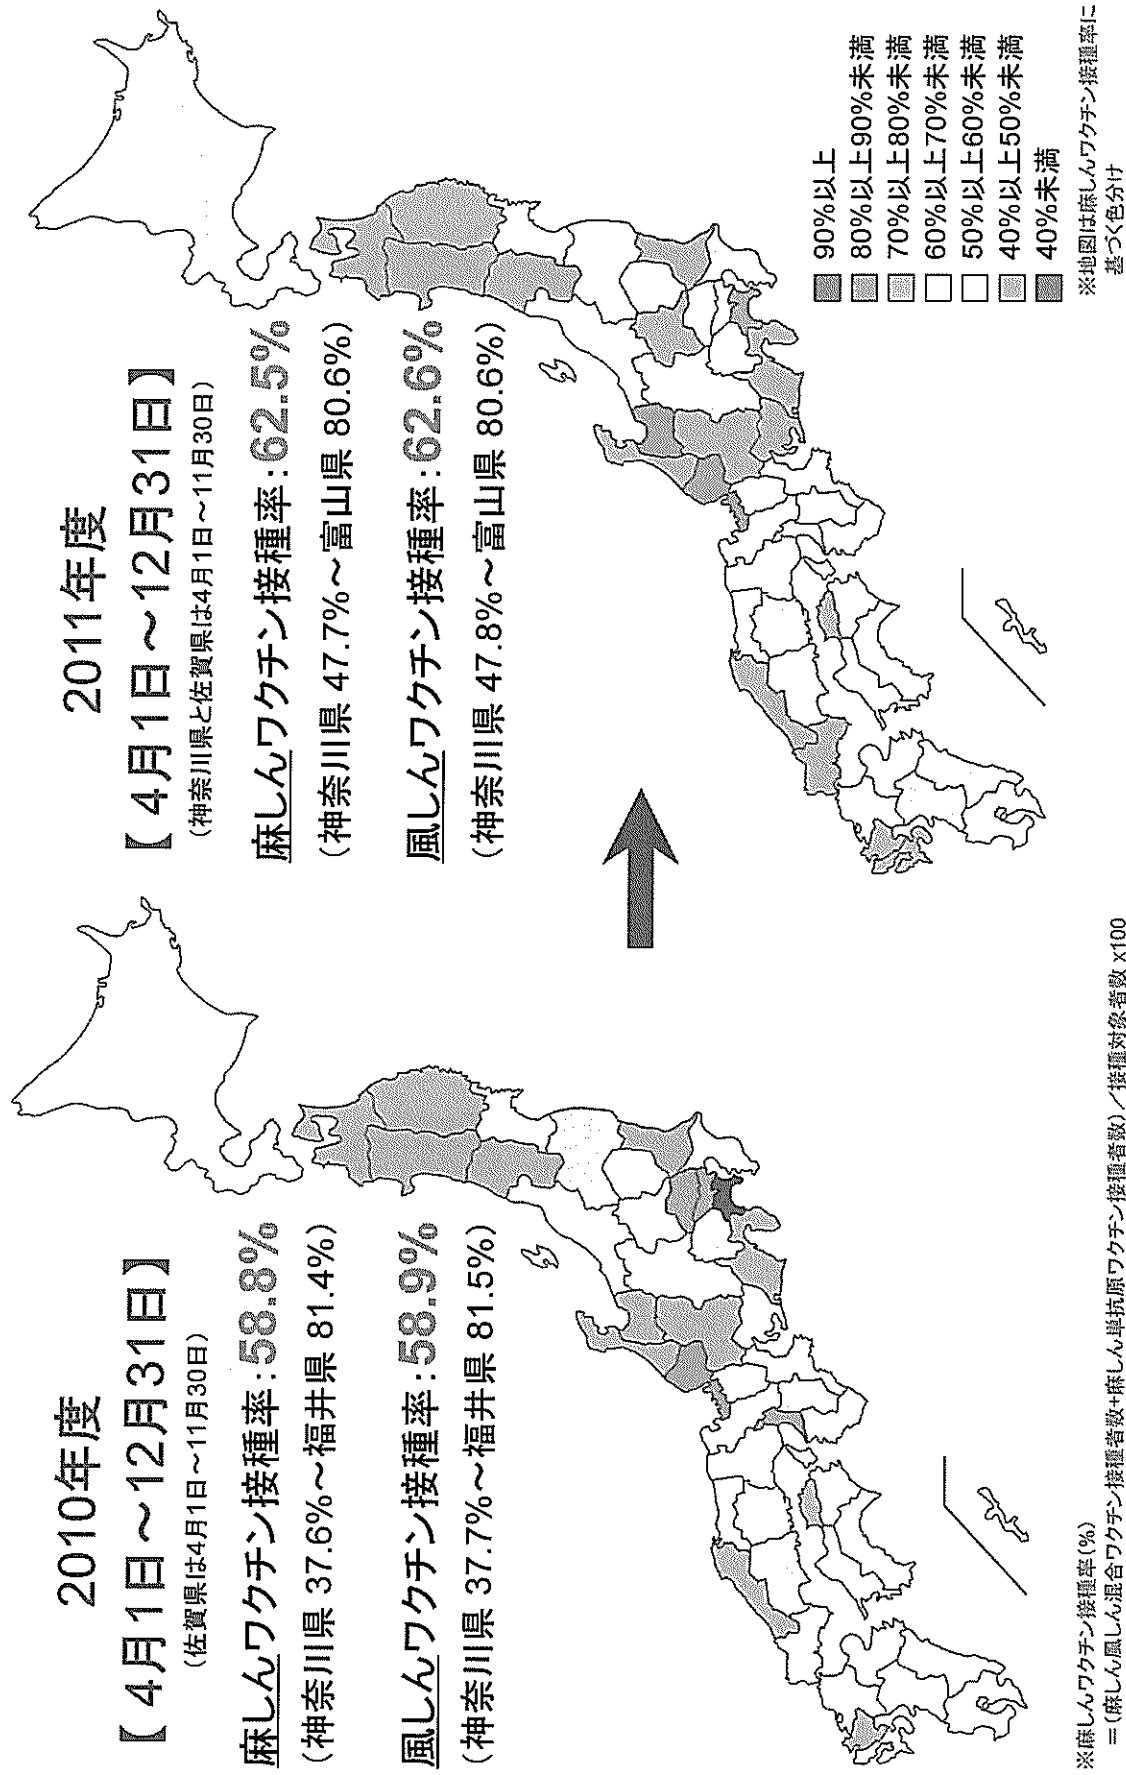 2010年度
【 4月1日～12月31日】
(佐賀県は4月1日～11月30日)
麻しんワクチン接種率:58.8%
(神奈川県 37.6%～福井県 81.4%)
風しんワクチン接種率:58.9%
(神奈川県 37.7%～福井県 81.5%)
2011年度
【 4月1日～12月31日】
(神奈川県と佐賀県は4月1日～11月30日)
麻しんワクチン接種率:62.5%
(神奈川県 47.7%～富山県 80.6%)
風しんワクチン接種率:62.6%
(神奈川県 47.8%～富山県 80.6%)
90%以上
80%以上90%未満
70%以上80%未満
60%以上70%未満
50%以上60%未満
40%以上50%未満
40%未満
※地図は麻しんワクチン接種率に
基づく色分け
※麻しんワクチン接種率(%)
=(麻しん風しん混合ワクチン接種者数+麻しん単抗原ワクチン接種者数)／接種対象者数 x100